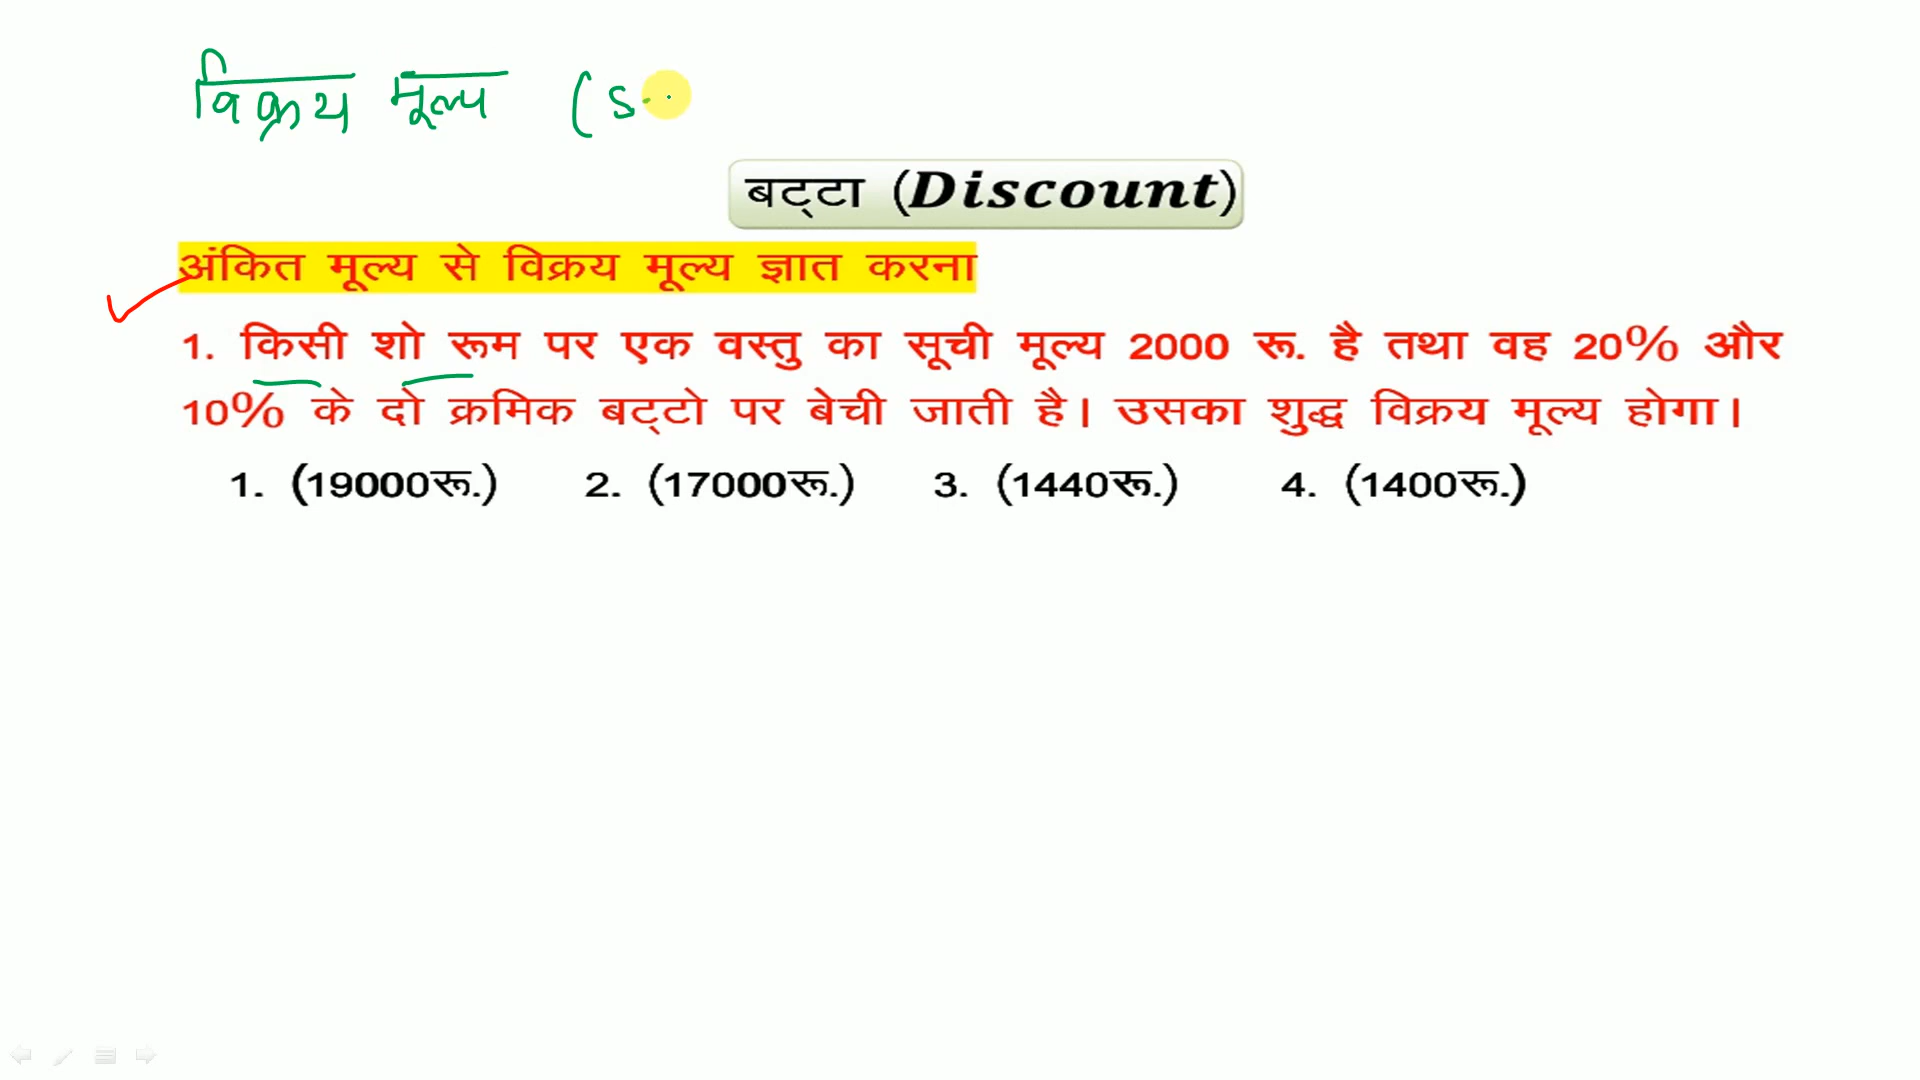 विक्रय मूल्य (S.
बट्टा (Discount)
अंकित मूल्य से विक्रय मूल्य ज्ञात करना
1. किसी शो रूम पर एक वस्तु का सूची मूल्य 2000 रू. है तथा वह 20% और
10% के दो क्रमिक बट्टो पर बेची जाती है। उसका शुद्ध विक्रय मूल्य होगा।
1. (19000रू.) 2. (17000रू.) 3. (1440रू.) 4. (1400रू.)